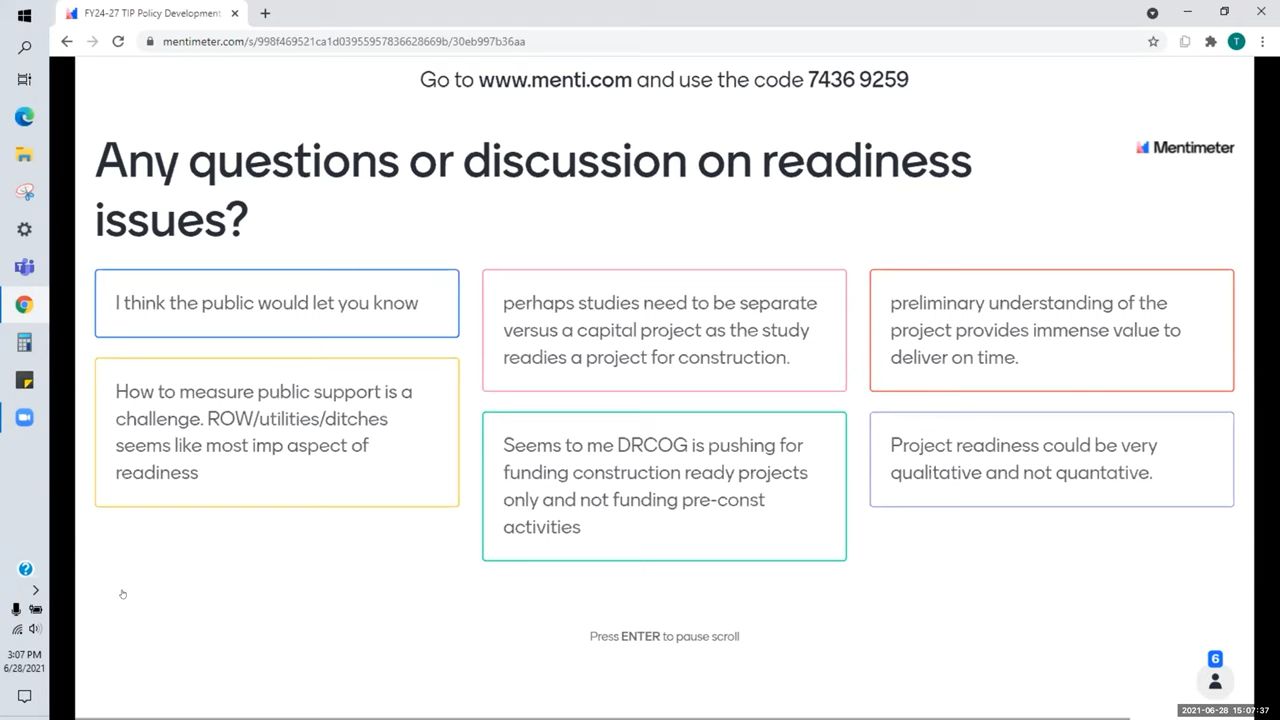 FY24-27 TIP Policy Development
mentimeter.com/s/998f469521ca1d03955957836628669b/30eb997b36aa
T
Go to www.menti.com and use the code 7436 9259
Any questions or discussion on readiness
issues?
Mentimeter
I think the public would let you know
How to measure public support is a
challenge. ROW/utilities/ditches
seems like most imp aspect of
readiness
perhaps studies need to be separate
versus a capital project as the study
readies a project for construction.
Seems to me DRCOG is pushing for
funding construction ready projects
only and not funding pre-const
activities
preliminary understanding of the
project provides immense value to
deliver on time.
Project readiness could be very
qualitative and not quantative.
Press ENTER to pause scroll
6
3:07 PM
6/28/2021
2021-06-28 15:07:37